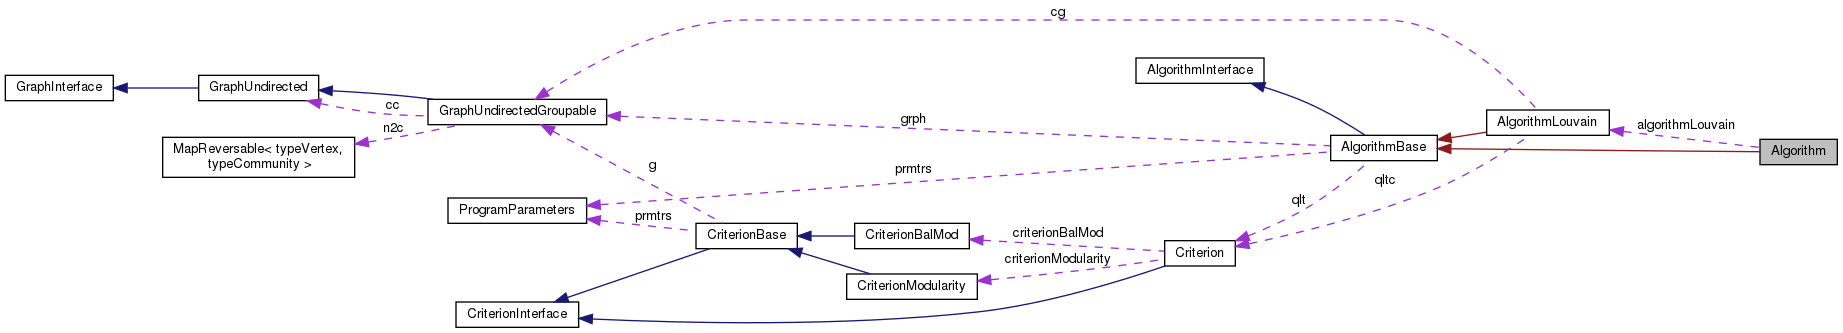 cg
AlgorithmInterface
GraphInterface
GraphUndirected
cc
GraphUndirectedGroupable
n2c
grph
AlgorithmLouvain
algorithmLouvain
Algorithm
AlgorithmBase
MapReversable< typeVertex,
typeCommunity >
g
prmtrs
qltc
qlt
ProgramParameters
prmtrs
CriterionBase
CriterionBalMod
criterionBalMod
Criterion
criterionModularity
CriterionModularity
CriterionInterface